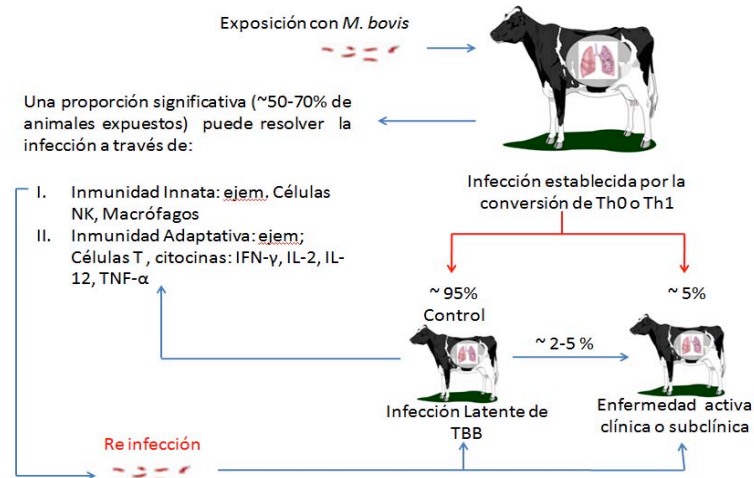 Exposición con M. bovis
Una proporción significativa (~50-70% de
animales expuestos) puede resolver la
infección a través de:
I. Inmunidad Innata: ejem. Células
NK, Macrófagos
II. Inmunidad Adaptativa: ejem;
Células T , citocinas: IFN-γ, IL-2, IL-
12, TNF-α
Infección establecida por la
conversión de Th0 o Th1
~ 95%
Control
~ 5%
~ 2-5 %
Infección Latente de
TBB
Enfermedad activa
clínica o subclínica
Re infección